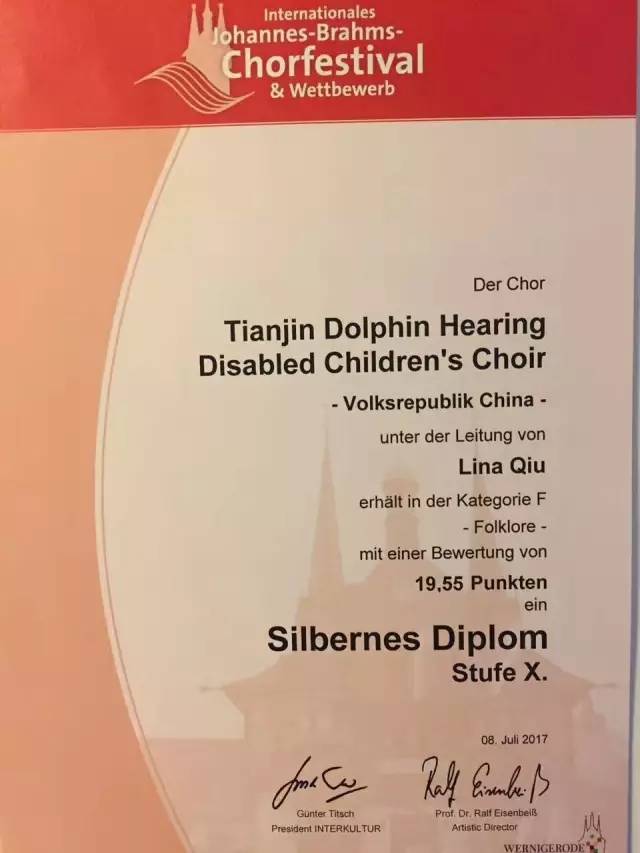 Internationales
Johannes-Brahms-
Chorfestival
& Wettbewerb
Der Chor
Tianjin Dolphin Hearing
Disabled Children's Choir
- Volksrepublik China -
unter der Leitung von
Lina Qiu
erhält in der Kategorie F
- Folklore -
mit einer Bewertung von
19,55 Punkten
ein
Silbernes Diplom
Stufe X.
08. Juli 2017
Ralf Eisenbeiß
Günter Titsch
President INTERKULTUR
Prof. Dr. Ralf Eisenbeiß
Artistic Director
WERNIGERODE